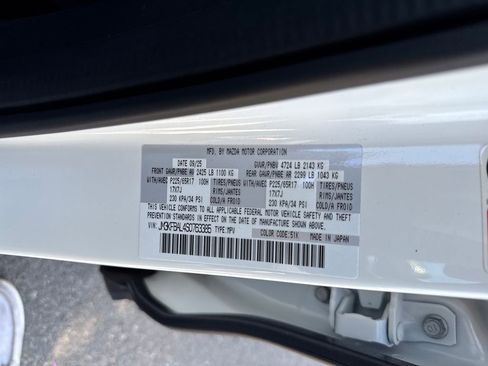 MFD. BY MAZDA MOTOR CORPORATION
DATE 09/25 GVWR/PNBV 4724 LB 2143 KG
FRONT GAWR/PNBE AV 2425 LB 1100 KG REAR GAWR/PNBE AR 2299 LB 1043 KG
WITH/AVEC P225/65R17 100H TIRES/PNEUS WITH/AVEC P225/65R17 100H TIRES/PNEUS
17X7J RIMS/JANTES 17X7J RIMS/JANTES
230 KPA/34 PSI COLD/A FROID 230 KPA/34 PSI COLD/A FROID
THIS VEHICLE CONFORMS TO ALL APPLICABLE FEDERAL MOTOR VEHICLE SAFETY AND THEFT
PREVENTION STANDARDS IN EFFECT ON THE DATE OF MANUFACTURE SHOWN ABOVE.
VIN: TYPE: MPV COLOR CODE: 51K MADE IN JAPAN